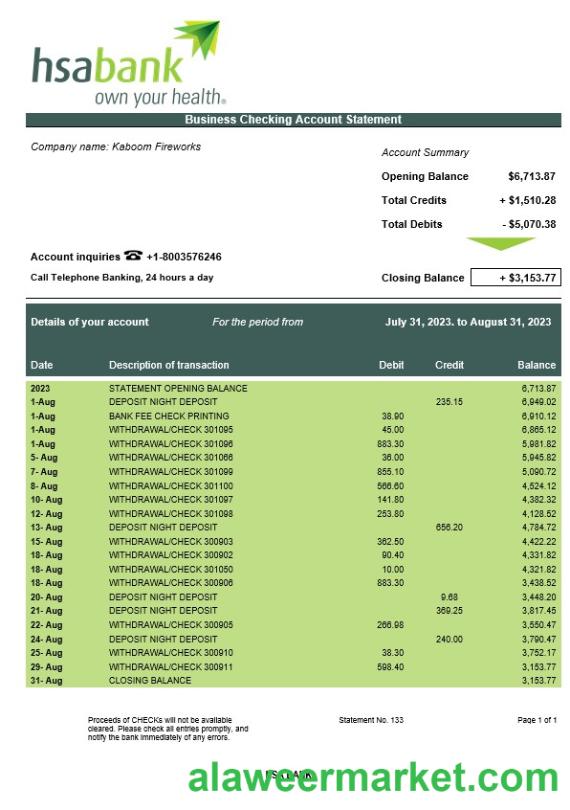 hsabank
own your health®
Business Checking Account Statement
Company name: Kaboom Fireworks
Account Summary
Opening Balance $6,713.87
Total Credits + $1,510.28
Total Debits - $5,070.38
Account inquiries ☎ +1-8003576246
Call Telephone Banking, 24 hours a day
Closing Balance + $3,153.77
Details of your account For the period from July 31, 2023. to August 31, 2023
Date Description of transaction Debit Credit Balance
2023 STATEMENT OPENING BALANCE 6,713.87
1-Aug DEPOSIT NIGHT DEPOSIT 235.15 6,949.02
1-Aug BANK FEE CHECK PRINTING 38.90 6,910.12
1-Aug WITHDRAWAL/CHECK 301095 45.00 6,865.12
1-Aug WITHDRAWAL/CHECK 301096 883.30 5,981.82
5- Aug WITHDRAWAL/CHECK 301066 36.00 5,945.82
7- Aug WITHDRAWAL/CHECK 301099 855.10 5,090.72
8- Aug WITHDRAWAL/CHECK 301100 566.60 4,524.12
10- Aug WITHDRAWAL/CHECK 301097 141.80 4,382.32
12- Aug WITHDRAWAL/CHECK 301098 253.80 4,128.52
13- Aug DEPOSIT NIGHT DEPOSIT 656.20 4,784.72
15- Aug WITHDRAWAL/CHECK 300903 362.50 4,422.22
18- Aug WITHDRAWAL/CHECK 300902 90.40 4,331.82
18- Aug WITHDRAWAL/CHECK 301050 10.00 4,321.82
18- Aug WITHDRAWAL/CHECK 300906 883.30 3,438.52
20- Aug DEPOSIT NIGHT DEPOSIT 9.68 3,448.20
21- Aug DEPOSIT NIGHT DEPOSIT 369.25 3,817.45
22- Aug WITHDRAWAL/CHECK 300905 266.98 3,550.47
24- Aug DEPOSIT NIGHT DEPOSIT 240.00 3,790.47
25- Aug WITHDRAWAL/CHECK 300910 38.30 3,752.17
29- Aug WITHDRAWAL/CHECK 300911 598.40 3,153.77
31- Aug CLOSING BALANCE 3,153.77
Proceeds of CHECKs will not be available
cleared. Please check all entries promptly, and
notify the bank immediately of any errors.
Statement No. 133
Page 1 of 1
HSA BANK
alaweermarket.com